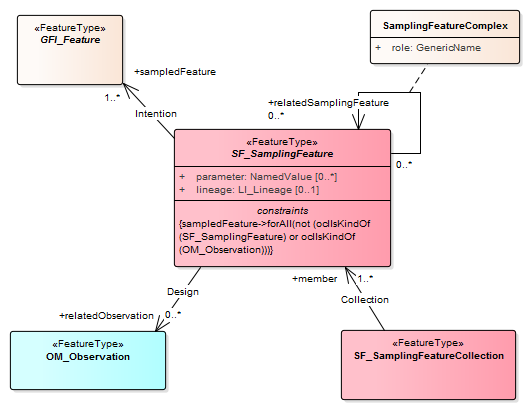 «FeatureType»
GFI_Feature
SamplingFeatureComplex
+ role: GenericName
+sampledFeature
1..*
Intention
+relatedSamplingFeature
0..*
0..*
«FeatureType»
SF_SamplingFeature
+ parameter: NamedValue [0..*]
+ lineage: LI_Lineage [0..1]
constraints
{sampledFeature->forAll(not (oclIsKindOf
(SF_SamplingFeature) or oclIsKindOf
(OM_Observation)))}
Design
+relatedObservation
0..*
+member
1..*
Collection
«FeatureType»
OM_Observation
«FeatureType»
SF_SamplingFeatureCollection